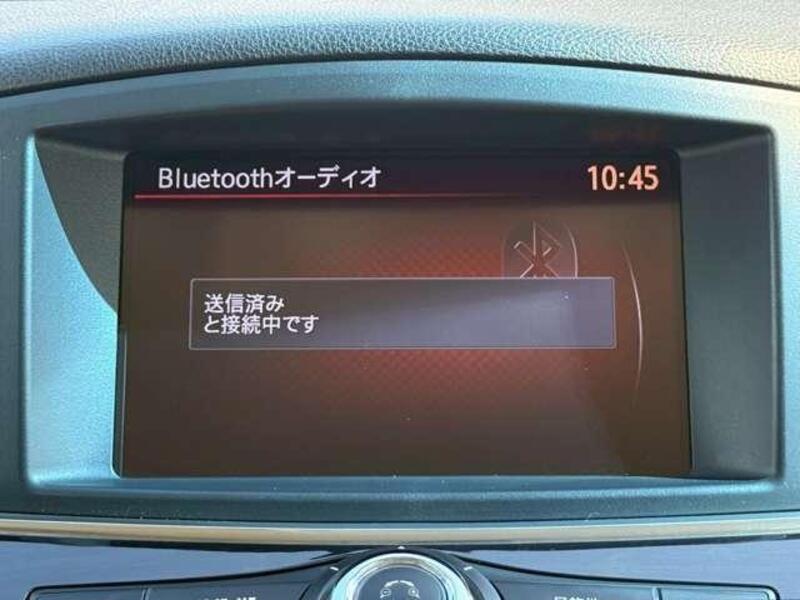 Bluetoothオーディオ
10:45
送信済み
と接続中です